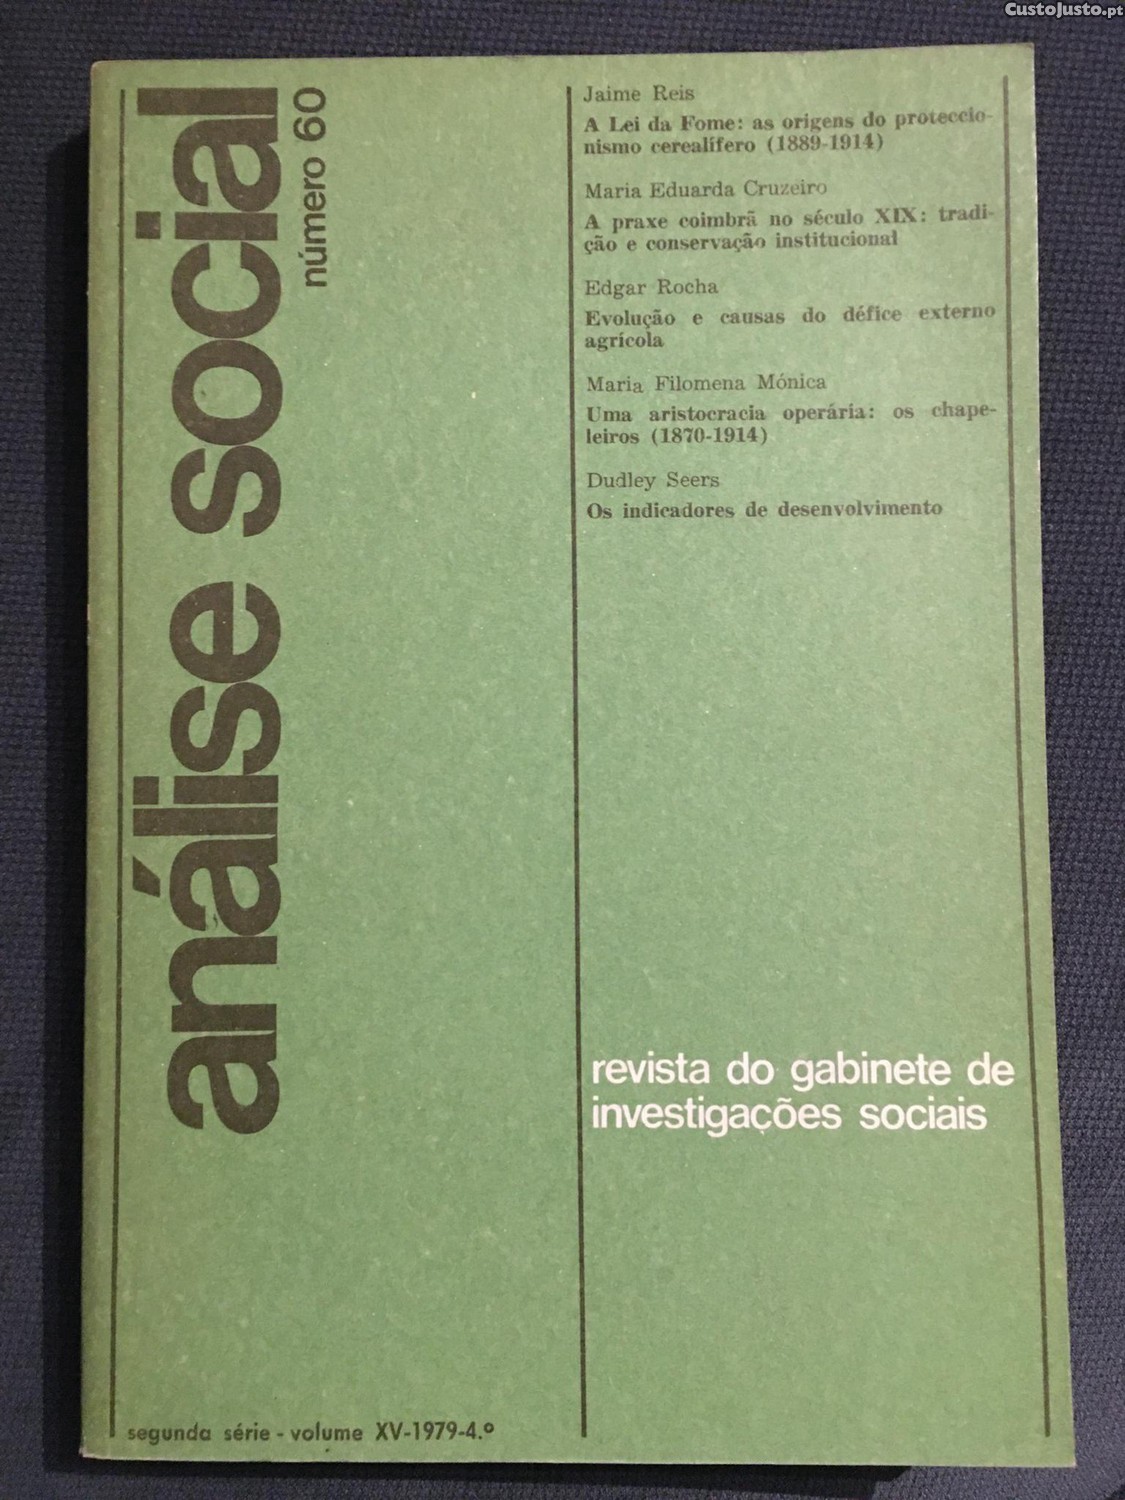 CustoJusto.pt
análise social
número 60
Jaime Reis
A Lei da Fome: as origens do proteccio-
nismo cerealífero (1889-1914)
Maria Eduarda Cruzeiro
A praxe coimbrã no século XIX: tradi-
ção e conservação institucional
Edgar Rocha
Evolução e causas do défice externo
agrícola
Maria Filomena Mónica
Uma aristocracia operária: os chape-
leiros (1870-1914)
Dudley Seers
Os indicadores de desenvolvimento
revista do gabinete de
investigações sociais
segunda série - volume XV-1979-4.º